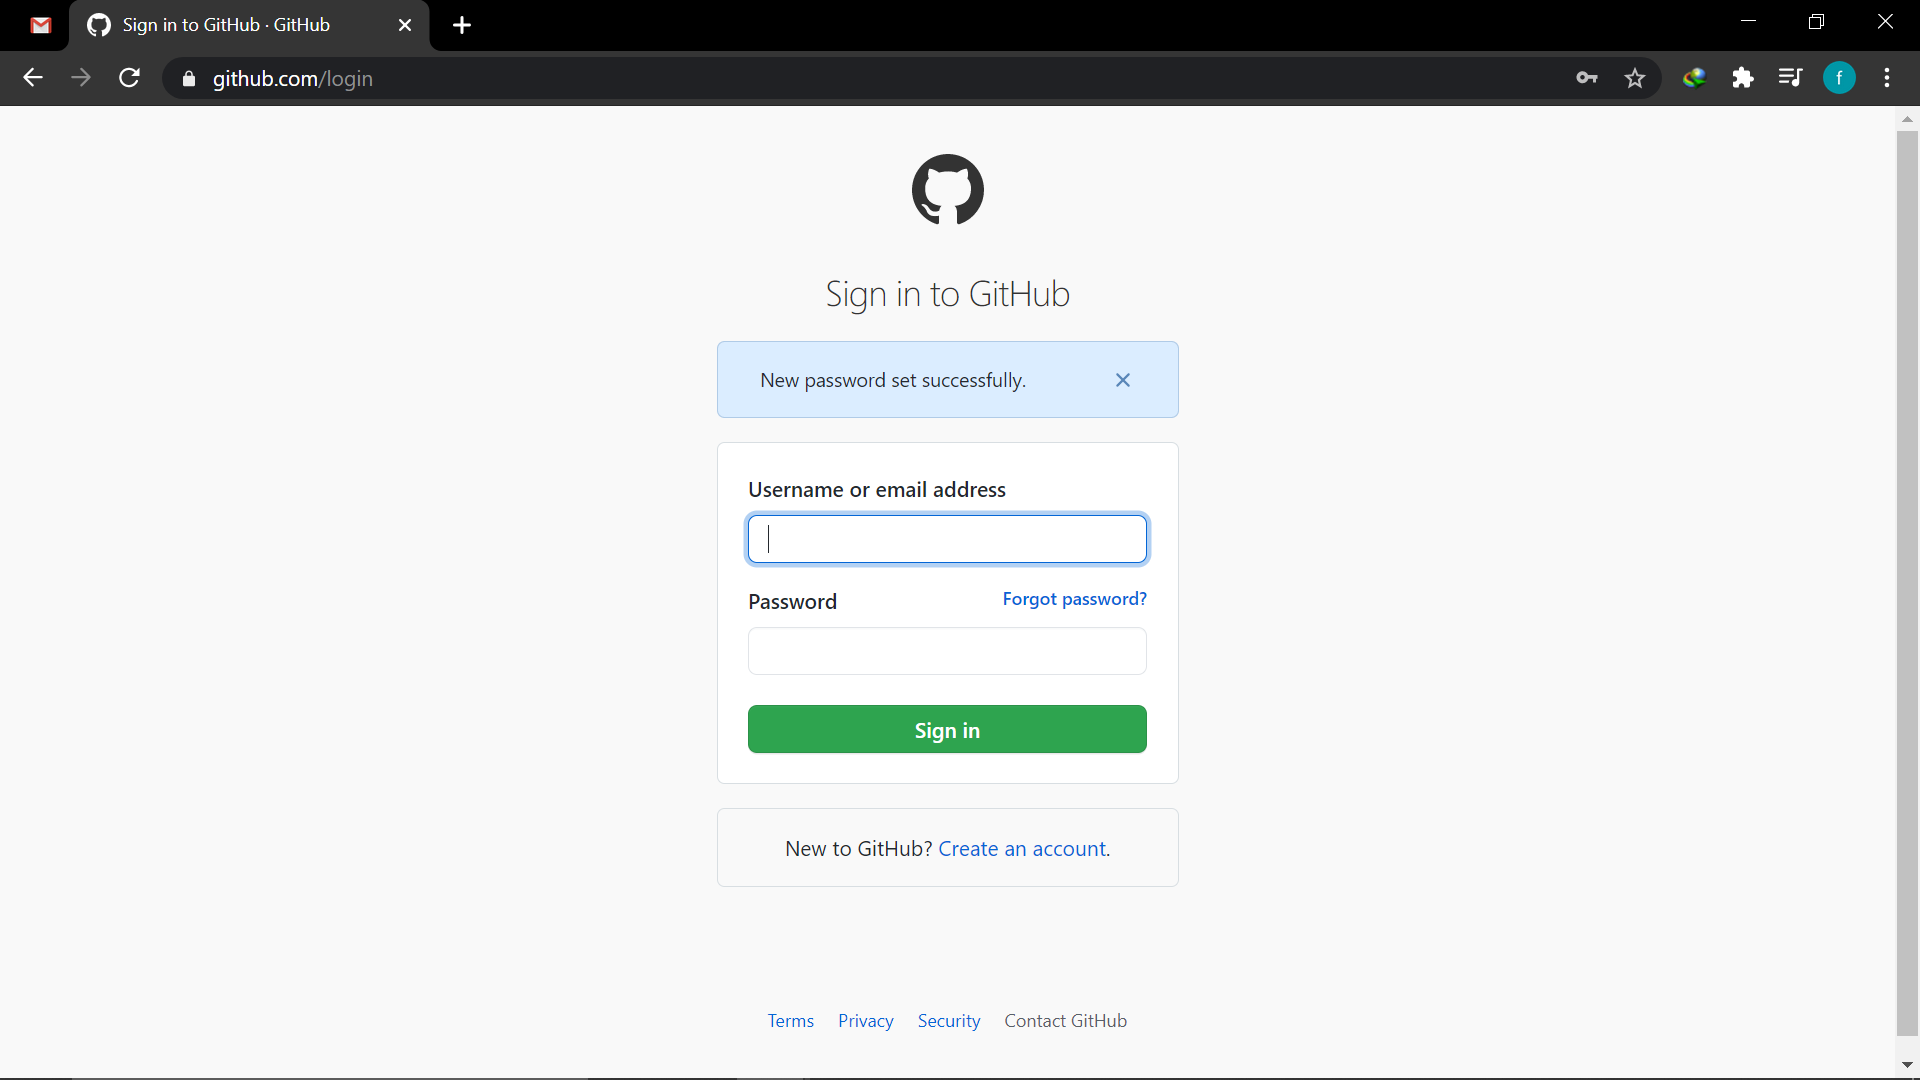 Sign in to GitHub · GitHub
github.com/login
f
Sign in to GitHub
New password set successfully.
Username or email address
Password
Forgot password?
Sign in
New to GitHub? Create an account.
Terms Privacy Security Contact GitHub